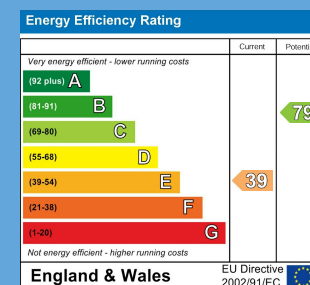 Energy Efficiency Rating
Current Potenti
Very energy efficient - lower running costs
(92 plus) A
(81-91) B
79
(69-80) C
(55-68) D
(39-54) E
39
(21-38) F
(1-20) G
Not energy efficient - higher running costs
England & Wales
EU Directive
2002/91/EC